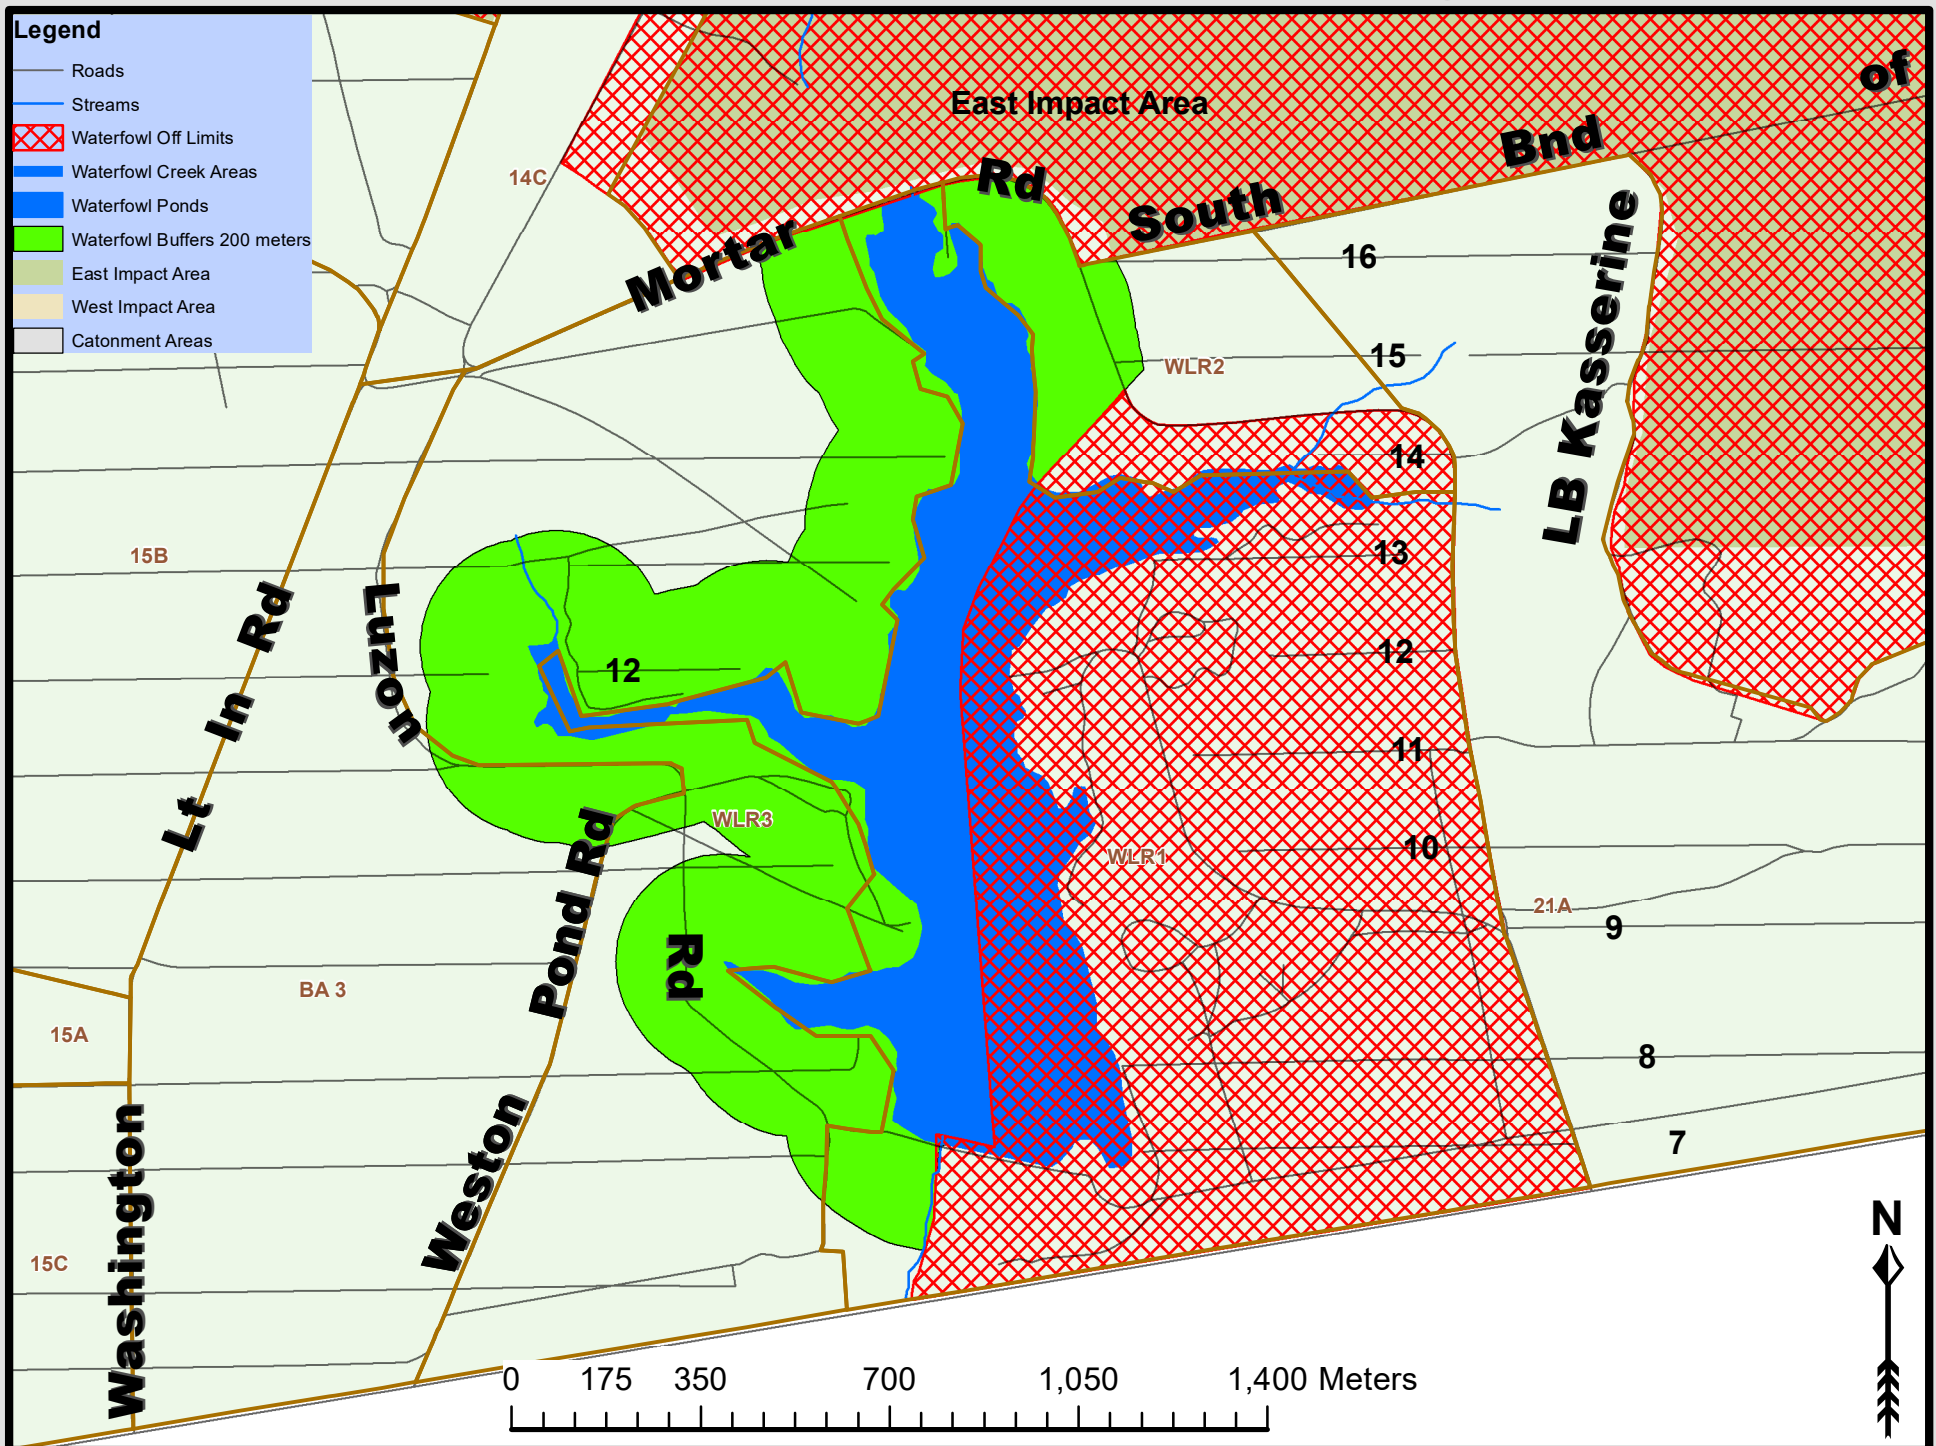 Legend
Roads
Streams
Waterfowl Off Limits
Waterfowl Creek Areas
Waterfowl Ponds
Waterfowl Buffers 200 meters
East Impact Area
West Impact Area
Catonment Areas
of
East Impact Area
Bnd
14C
Rd
South
Mortar
16
LB Kasserine
15
WLR2
14
15B
13
Luzon
Lt In Rd
12
12
11
WLR3
10
WLR1
21A
9
Weston Pond Rd
Rd
BA 3
15A
8
7
Washington
15C
N
0 175 350 700 1,050 1,400 Meters